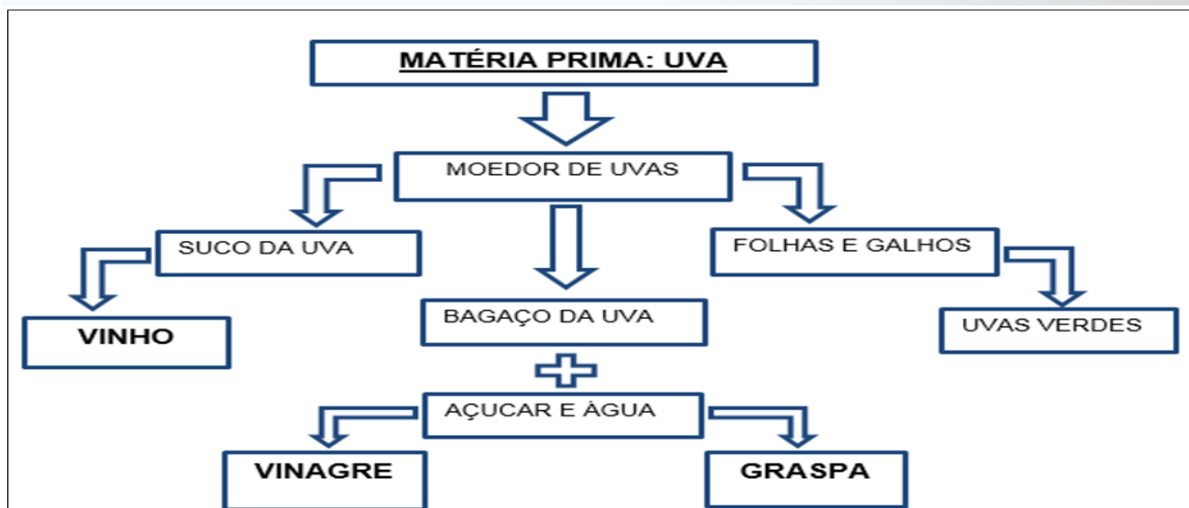 MATÉRIA PRIMA: UVA
MOEDOR DE UVAS
SUCO DA UVA
FOLHAS E GALHOS
VINHO
BAGAÇO DA UVA
UVAS VERDES
AÇUCAR E ÀGUA
VINAGRE
GRASPA